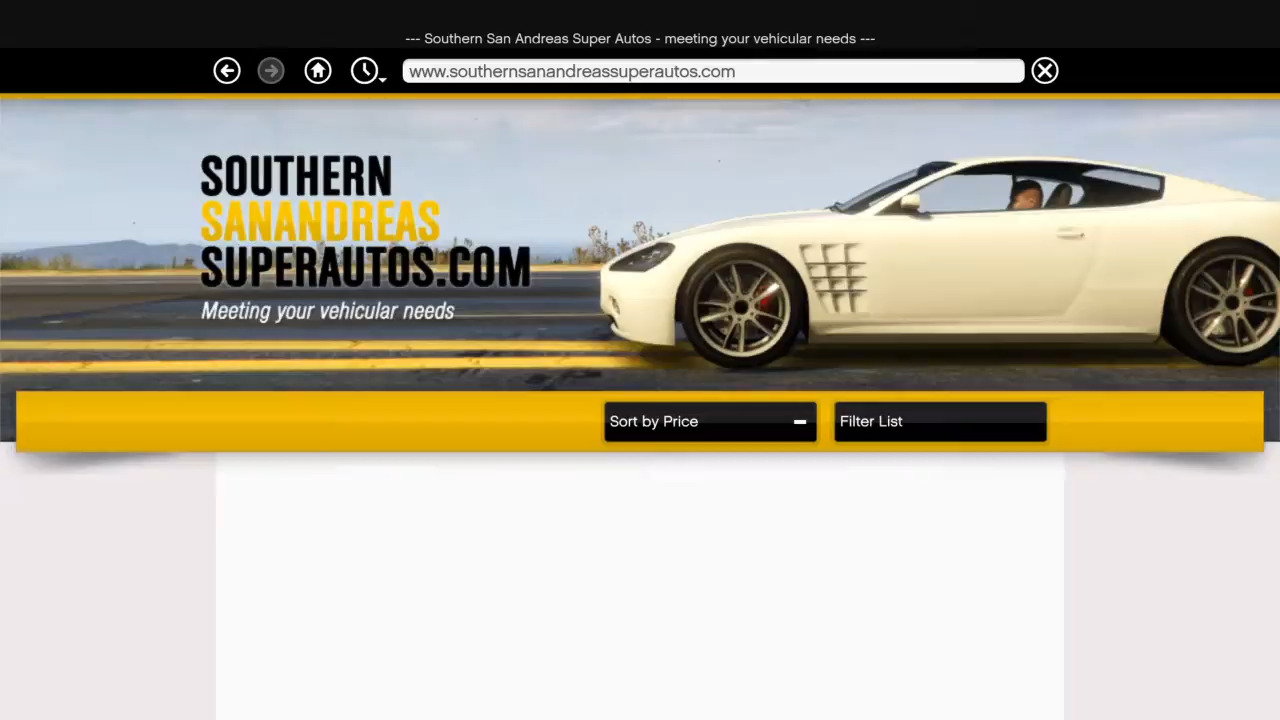 --- Southern San Andreas Super Autos - meeting your vehicular needs ---
www.southernsanandreassuperautos.com
SOUTHERN
SANANDREAS
SUPERAUTOS.COM
Meeting your vehicular needs
Sort by Price
Filter List